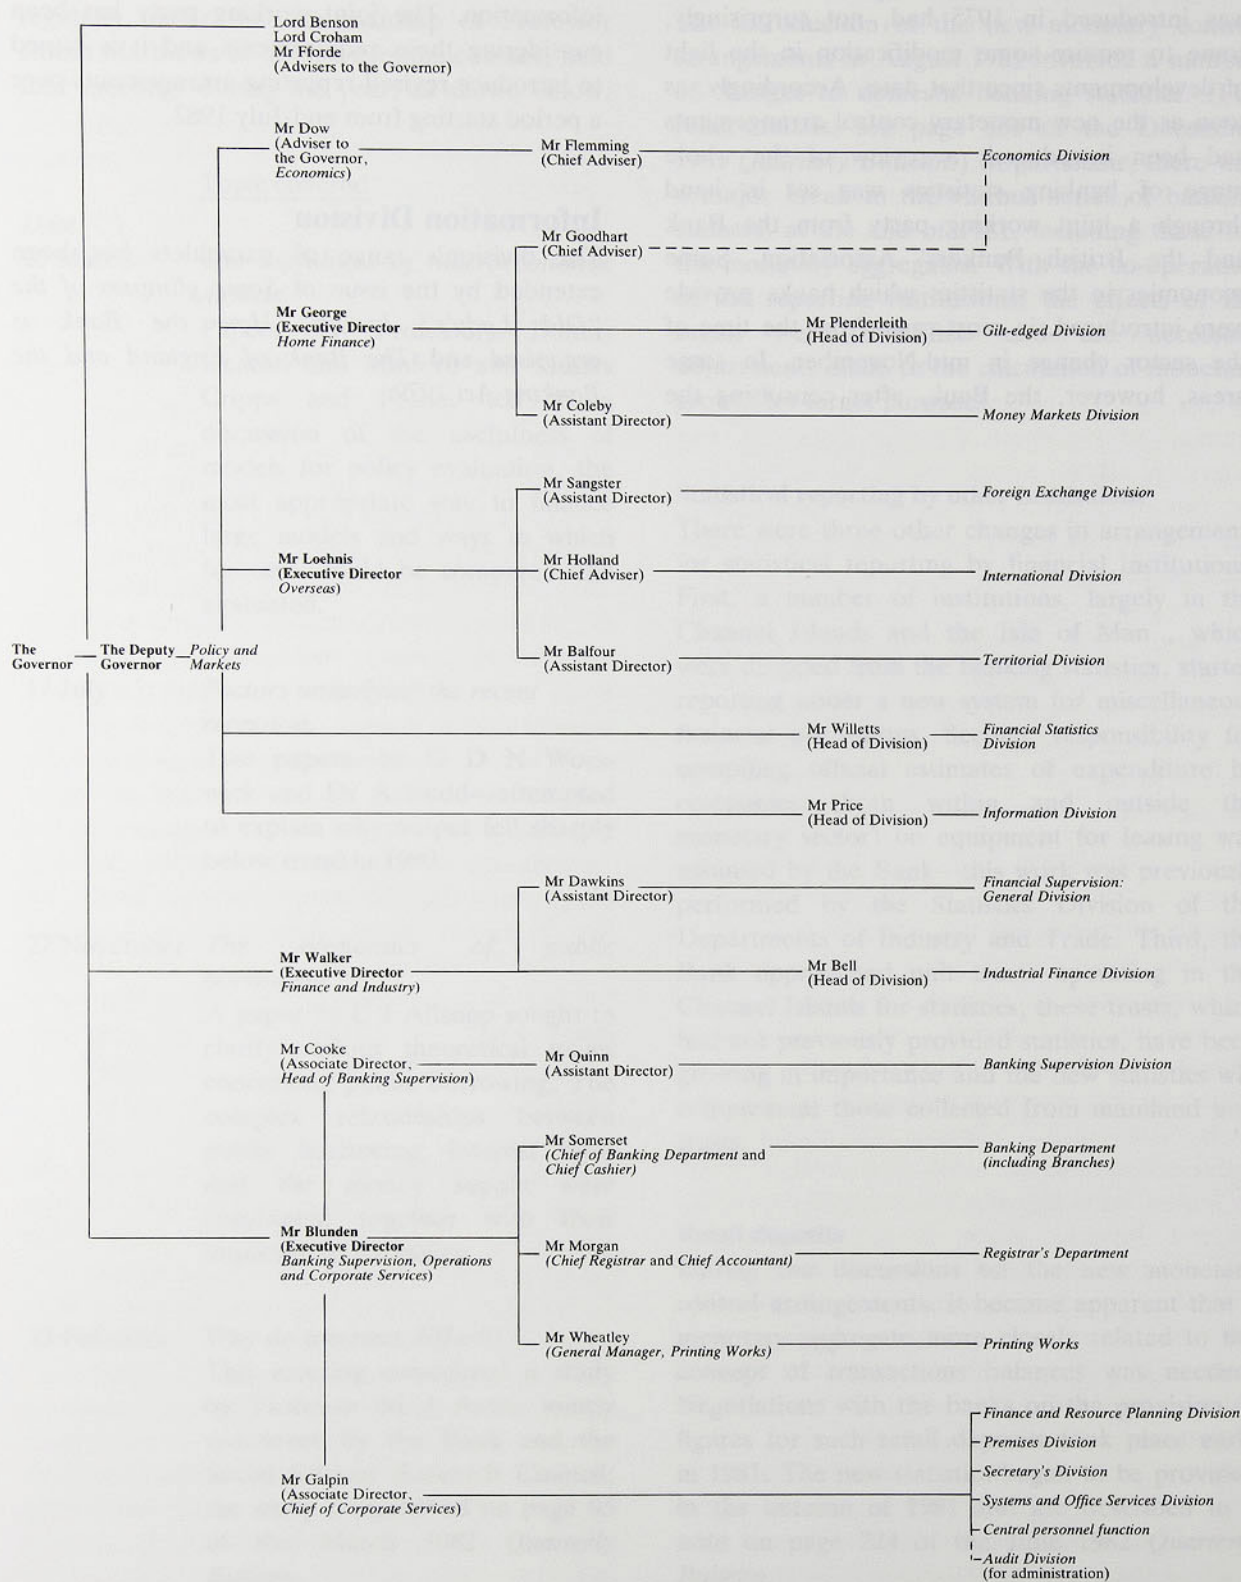 Lord Benson
Lord Croham
Mr Fforde
(Advisers to the Governor)
Mr Dow
(Adviser to
the Governor,
Economics)
Mr Flemming
(Chief Adviser)
Economics Division
Mr Goodhart
(Chief Adviser)
Mr George
(Executive Director
Home Finance)
Mr Plenderleith
(Head of Division)
Gilt-edged Division
Mr Coleby
(Assistant Director)
Money Markets Division
Mr Sangster
(Assistant Director)
Foreign Exchange Division
Mr Loehnis
(Executive Director
Overseas)
Mr Holland
(Chief Adviser)
International Division
The
Governor
The Deputy
Governor
Policy and
Markets
Mr Balfour
(Assistant Director)
Territorial Division
Mr Willetts
(Head of Division)
Financial Statistics
Division
Mr Price
(Head of Division)
Information Division
Mr Dawkins
(Assistant Director)
Financial Supervision:
General Division
Mr Walker
(Executive Director
Finance and Industry)
Mr Bell
(Head of Division)
Industrial Finance Division
Mr Cooke
(Associate Director,
Head of Banking Supervision)
Mr Quinn
(Assistant Director)
Banking Supervision Division
Mr Somerset
(Chief of Banking Department and
Chief Cashier)
Banking Department
(including Branches)
Mr Blunden
(Executive Director
Banking Supervision, Operations
and Corporate Services)
Mr Morgan
(Chief Registrar and Chief Accountant)
Registrar's Department
Mr Wheatley
(General Manager, Printing Works)
Printing Works
Mr Galpin
(Associate Director,
Chief of Corporate Services)
Finance and Resource Planning Division
Premises Division
Secretary's Division
Systems and Office Services Division
Central personnel function
Audit Division
(for administration)